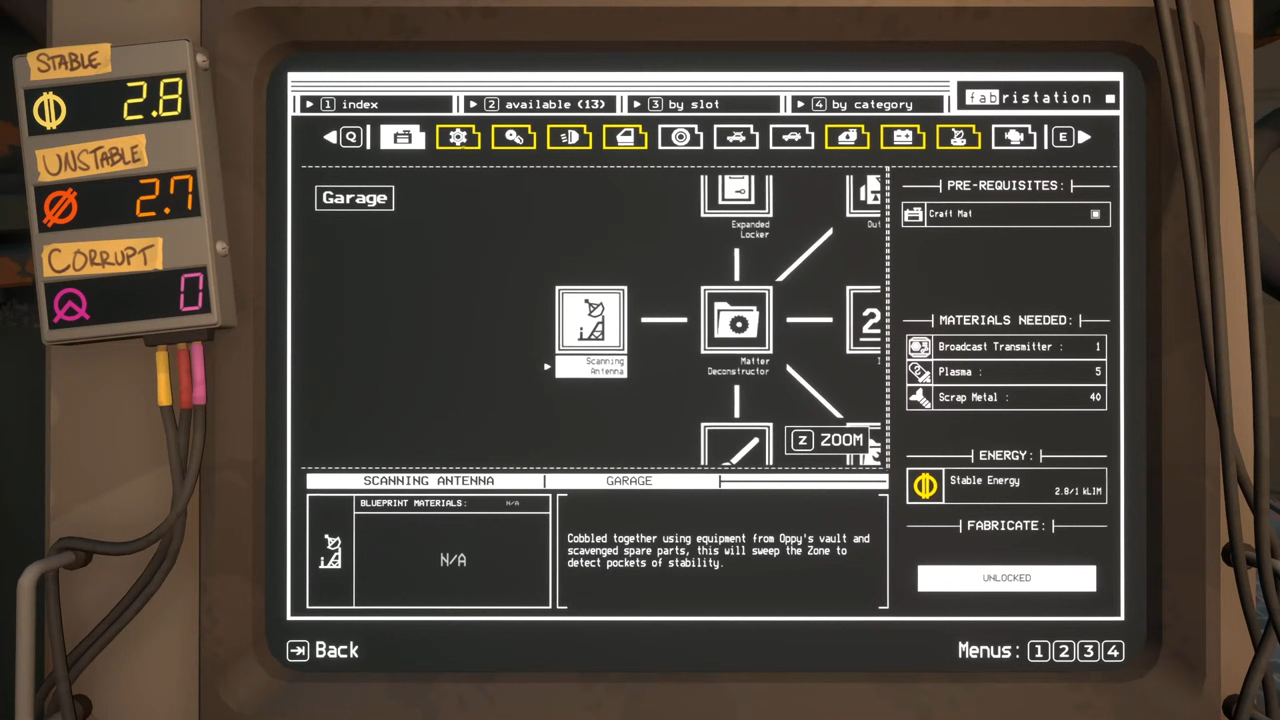 STABLE
2.8
UNSTABLE
2.7
CORRUPT
0
fabristation
1 index
2 available (13)
3 by slot
4 by category
Q
E
Garage
Expanded
Locker
Out
Scanning
Antenna
Matter
Deconstructor
2
Z ZOOM
PRE-REQUISITES:
Craft Mat
MATERIALS NEEDED:
Broadcast Transmitter : 1
Plasma : 5
Scrap Metal : 40
ENERGY:
Stable Energy
2.8/1 kLIM
FABRICATE:
UNLOCKED
SCANNING ANTENNA
GARAGE
BLUEPRINT MATERIALS: N/A
N/A
Cobbled together using equipment from Oppy's vault and
scavenged spare parts, this will sweep the Zone to
detect pockets of stability.
Back
Menus: 1 2 3 4